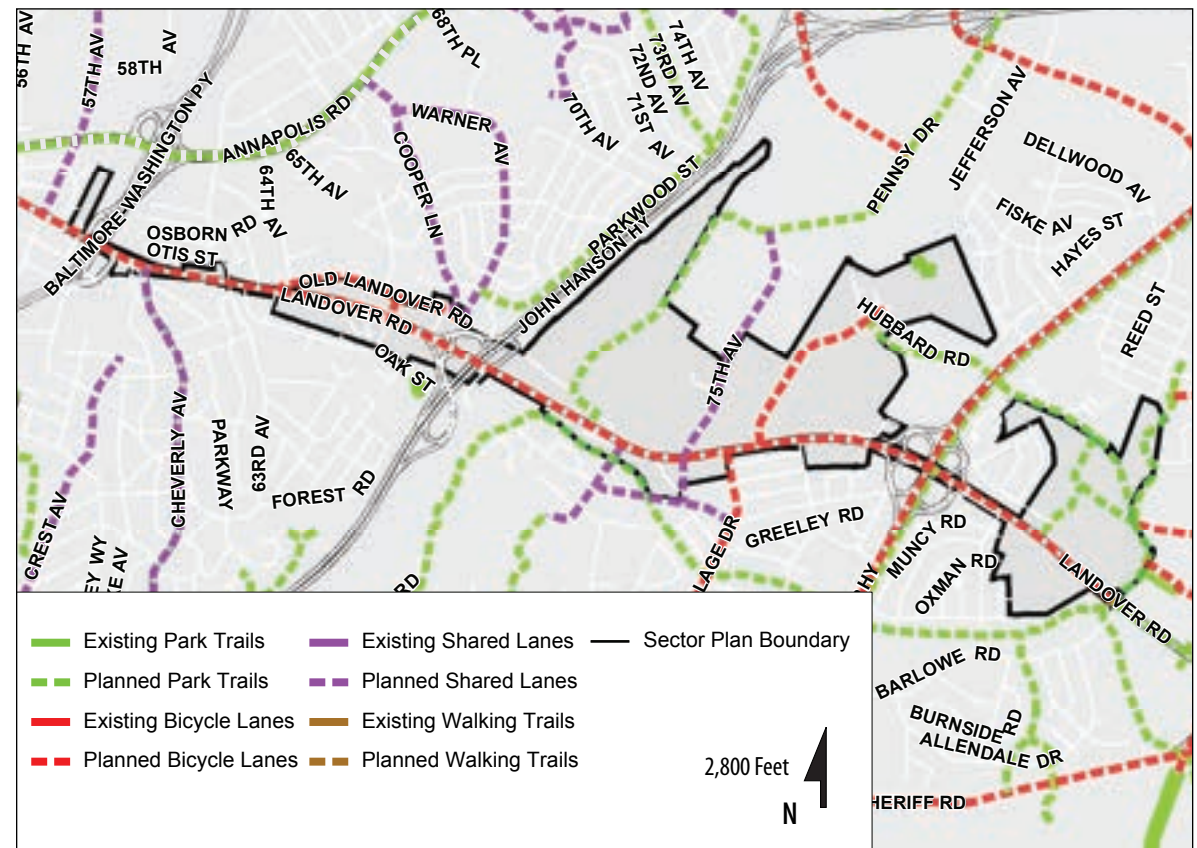 56TH AV
57TH AV
58TH AV
68TH PL
74TH AV
73RD AV
72ND AV
71ST AV
70TH AV
BALTIMORE-WASHINGTON PY
ANNAPOLIS RD
WARNER AV
COOPER LN
65TH AV
64TH AV
PARKWOOD ST
JOHN HANSON HY
PENNSY DR
JEFFERSON AV
DELLWOOD AV
FISKE AV
HAYES ST
REED ST
OSBORN RD
OTIS ST
OLD LANDOVER RD
LANDOVER RD
OAK ST
HUBBARD RD
75TH AV
CHEVERLY AV
PARKWAY
63RD AV
FOREST RD
CREST AV
EY WY
KE AV
RD
LAGE DR
GREELEY RD
HY
MUNCY RD
OXMAN RD
LANDOVER RD
BARLOWE RD
BURNSIDE RD
ALLENDALE DR
HERIFF RD
Existing Park Trails
Planned Park Trails
Existing Bicycle Lanes
Planned Bicycle Lanes
Existing Shared Lanes
Planned Shared Lanes
Existing Walking Trails
Planned Walking Trails
Sector Plan Boundary
2,800 Feet
N